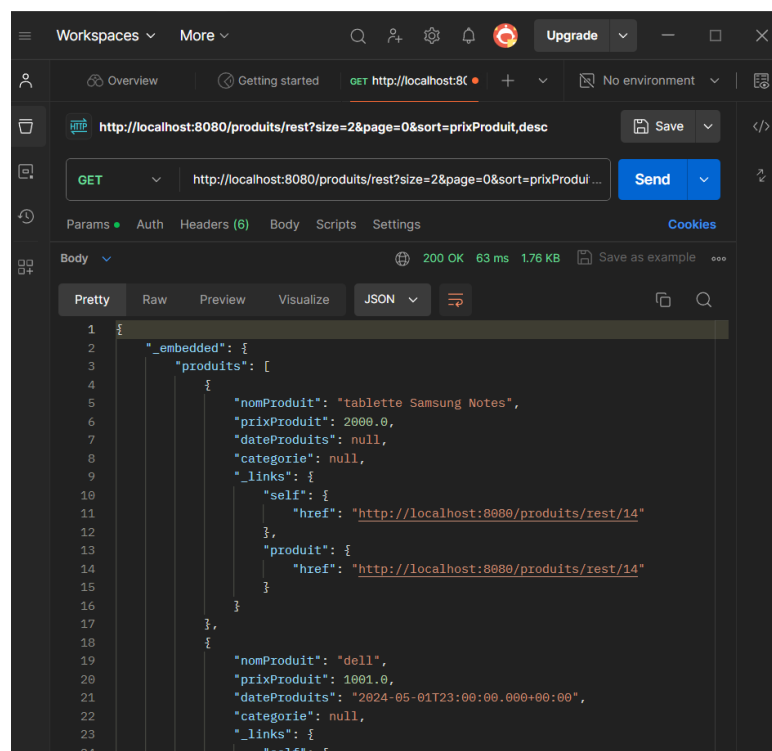 Workspaces More Upgrade
Overview Getting started GET http://localhost:8( No environment
HTTP http://localhost:8080/produits/rest?size=2&page=0&sort=prixProduit,desc Save
GET http://localhost:8080/produits/rest?size=2&page=0&sort=prixProdui... Send
Params Auth Headers (6) Body Scripts Settings Cookies
Body 200 OK 63 ms 1.76 KB Save as example
Pretty Raw Preview Visualize JSON
1 {
2 "_embedded": {
3 "produits": [
4 {
5 "nomProduit": "tablette Samsung Notes",
6 "prixProduit": 2000.0,
7 "dateProduits": null,
8 "categorie": null,
9 "_links": {
10 "self": {
11 "href": "http://localhost:8080/produits/rest/14"
12 },
13 "produit": {
14 "href": "http://localhost:8080/produits/rest/14"
15 }
16 }
17 },
18 {
19 "nomProduit": "dell",
20 "prixProduit": 1001.0,
21 "dateProduits": "2024-05-01T23:00:00.000+00:00",
22 "categorie": null,
23 "_links": {